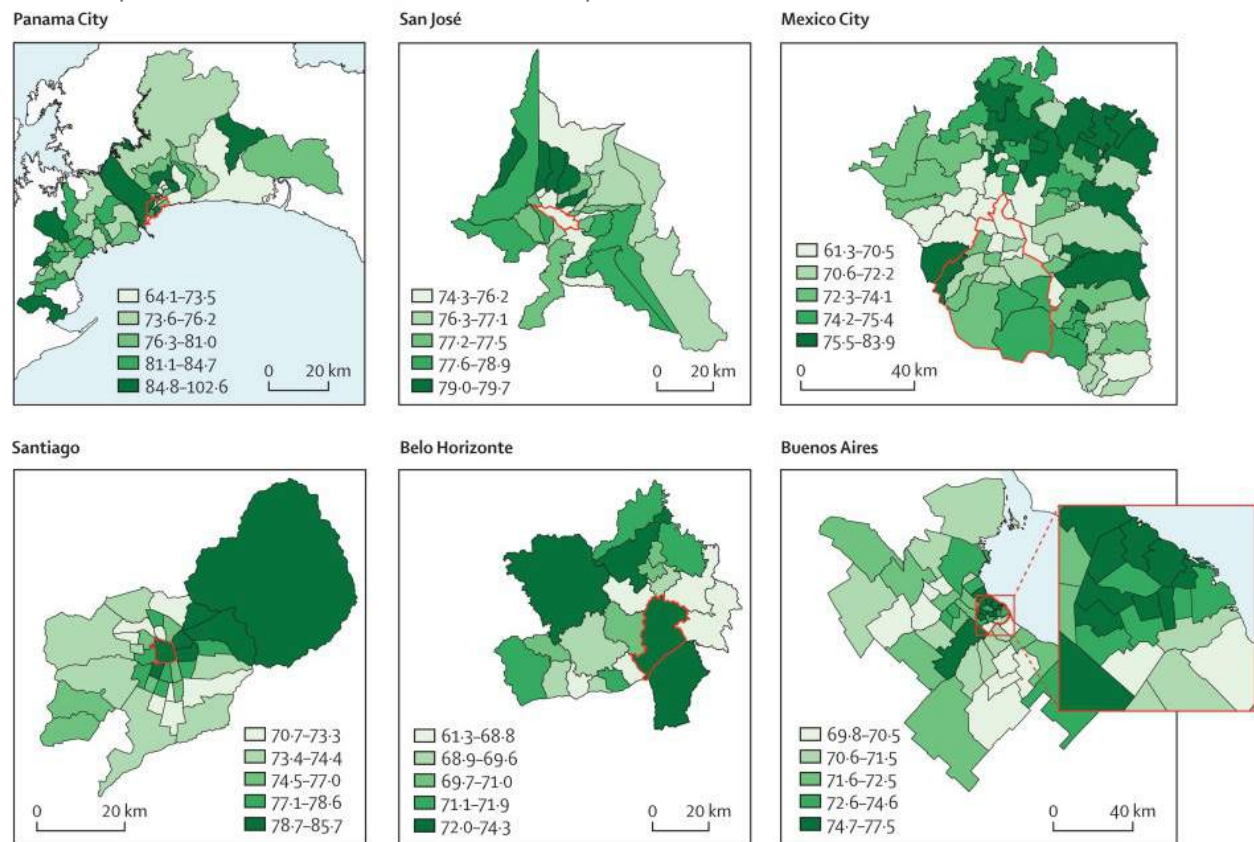 Panama City
San José
Mexico City
64·1–73·5
73·6–76·2
76·3–81·0
81·1–84·7
84·8–102·6
0 20 km
74·3–76·2
76·3–77·1
77·2–77·5
77·6–78·9
79·0–79·7
0 20 km
61·3–70·5
70·6–72·2
72·3–74·1
74·2–75·4
75·5–83·9
0 40 km
Santiago
Belo Horizonte
Buenos Aires
70·7–73·3
73·4–74·4
74·5–77·0
77·1–78·6
78·7–85·7
0 20 km
61·3–68·8
68·9–69·6
69·7–71·0
71·1–71·9
72·0–74·3
0 20 km
69·8–70·5
70·6–71·5
71·6–72·5
72·6–74·6
74·7–77·5
0 40 km